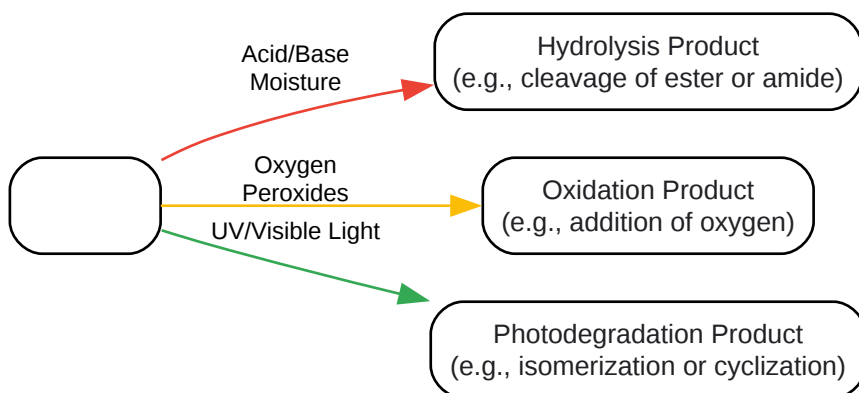 Acid/Base
Moisture
Hydrolysis Product
(e.g., cleavage of ester or amide)
Oxygen
Peroxides
Oxidation Product
(e.g., addition of oxygen)
UV/Visible Light
Photodegradation Product
(e.g., isomerization or cyclization)